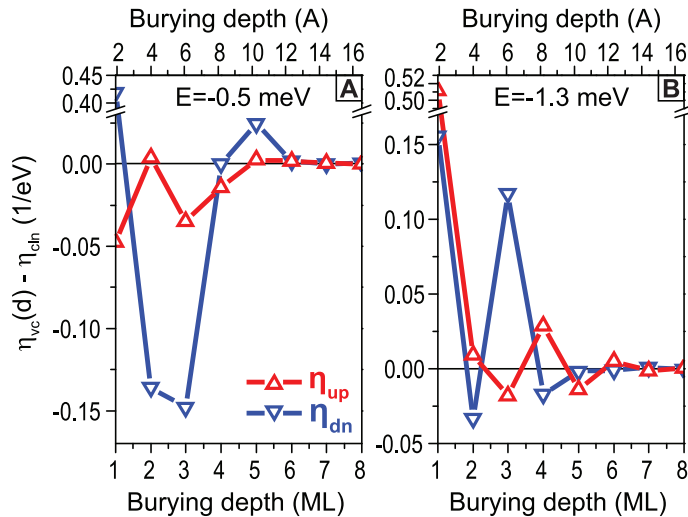 Burying depth (A) Burying depth (A)
2 4 6 8 10 12 14 16 2 4 6 8 10 12 14 16
0.45
0.40
0.00
-0.05
-0.10
-0.15
E=-0.5 meV
A
η_up
η_dn
0.52
0.50
0.15
0.10
0.05
0.00
-0.05
E=-1.3 meV
B
η_vc(d) - η_cln (1/eV)
1 2 3 4 5 6 7 8 1 2 3 4 5 6 7 8
Burying depth (ML) Burying depth (ML)